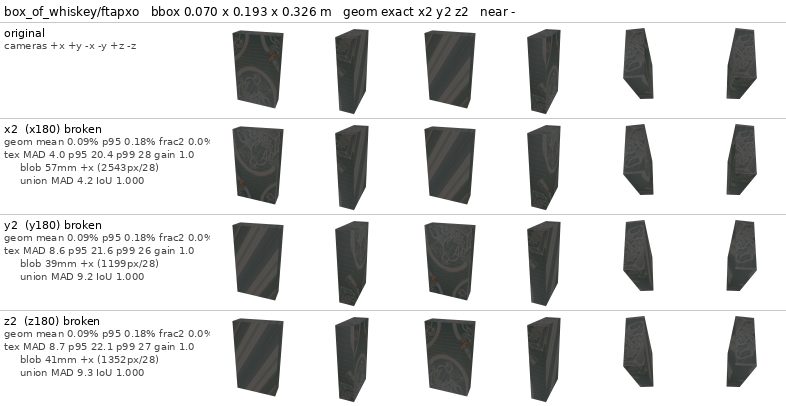 box_of_whiskey/ftapxo bbox 0.070 x 0.193 x 0.326 m geom exact x2 y2 z2 near -
original
cameras +x +y -x -y +z -z
x2 (x180) broken
geom mean 0.09% p95 0.18% frac2 0.0%
tex MAD 4.0 p95 20.4 p99 28 gain 1.0
blob 57mm +x (2543px/28)
union MAD 4.2 IoU 1.000
y2 (y180) broken
geom mean 0.09% p95 0.18% frac2 0.0%
tex MAD 8.6 p95 21.6 p99 26 gain 1.0
blob 39mm +x (1199px/28)
union MAD 9.2 IoU 1.000
z2 (z180) broken
geom mean 0.09% p95 0.18% frac2 0.0%
tex MAD 8.7 p95 22.1 p99 27 gain 1.0
blob 41mm +x (1352px/28)
union MAD 9.3 IoU 1.000